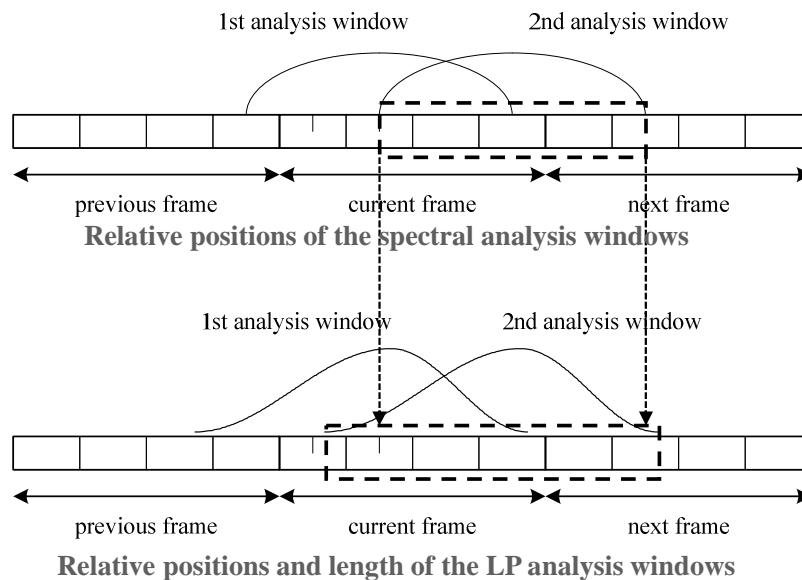 1st analysis window 2nd analysis window
previous frame current frame next frame
Relative positions of the spectral analysis windows
1st analysis window 2nd analysis window
previous frame current frame next frame
Relative positions and length of the LP analysis windows